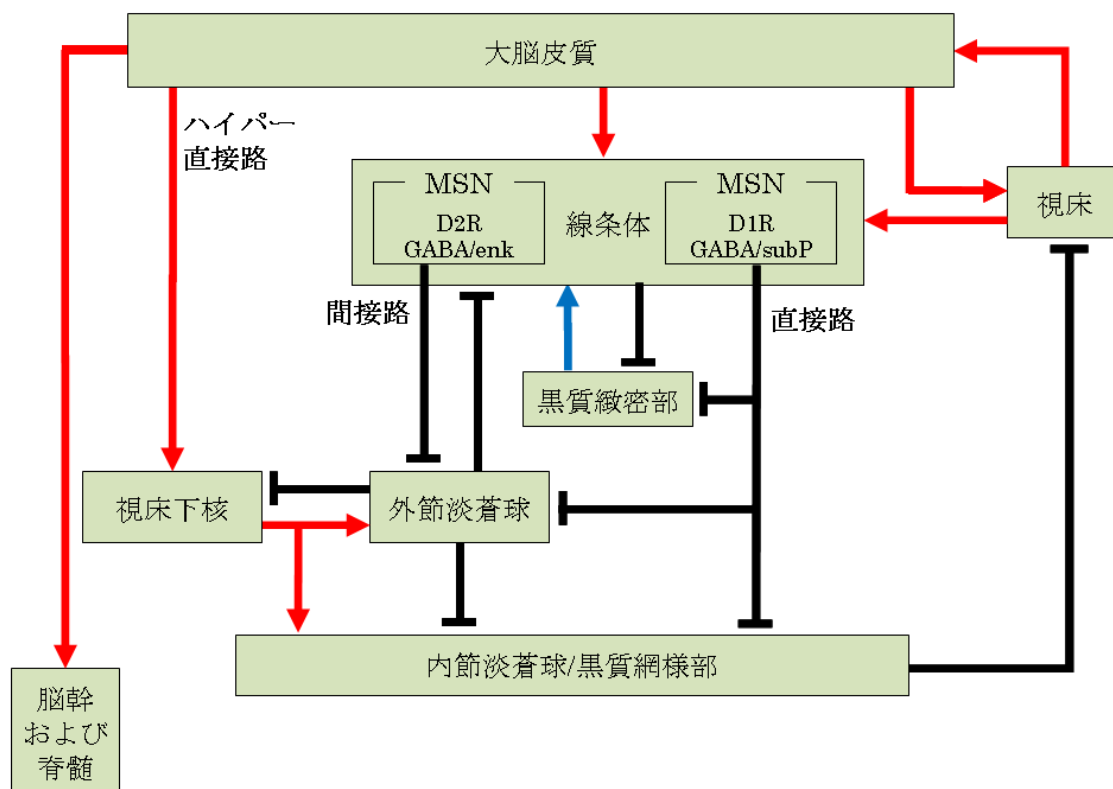 大脳皮質
ハイパー
直接路
MSN
D2R
GABA/enk
線条体
MSN
D1R
GABA/subP
視床
間接路
直接路
黒質緻密部
視床下核
外節淡蒼球
内節淡蒼球/黒質網様部
脳幹
および
脊髄